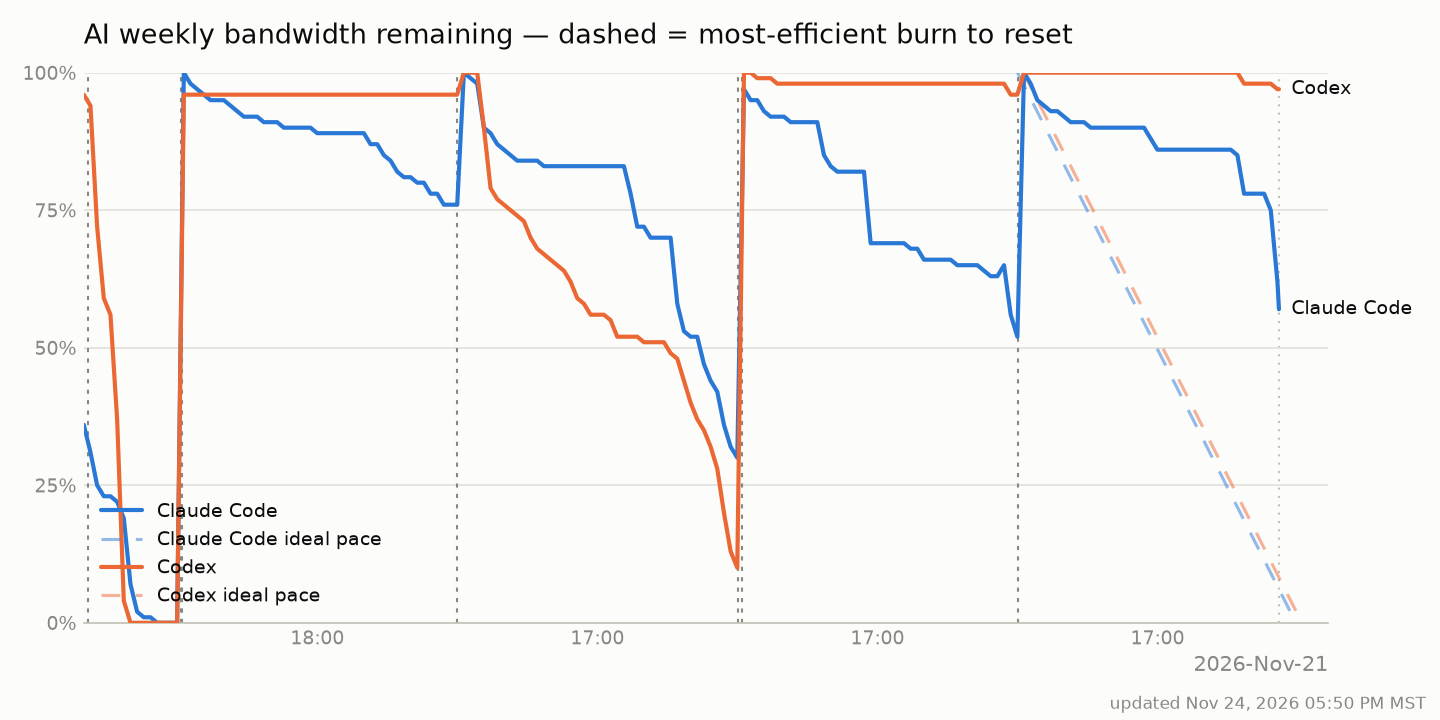 AI weekly bandwidth remaining — dashed = most-efficient burn to reset
100%
75%
50%
25%
0%
Codex
Claude Code
Claude Code
Claude Code ideal pace
Codex
Codex ideal pace
18:00 17:00 17:00 17:00
2026-Nov-21
updated Nov 24, 2026 05:50 PM MST